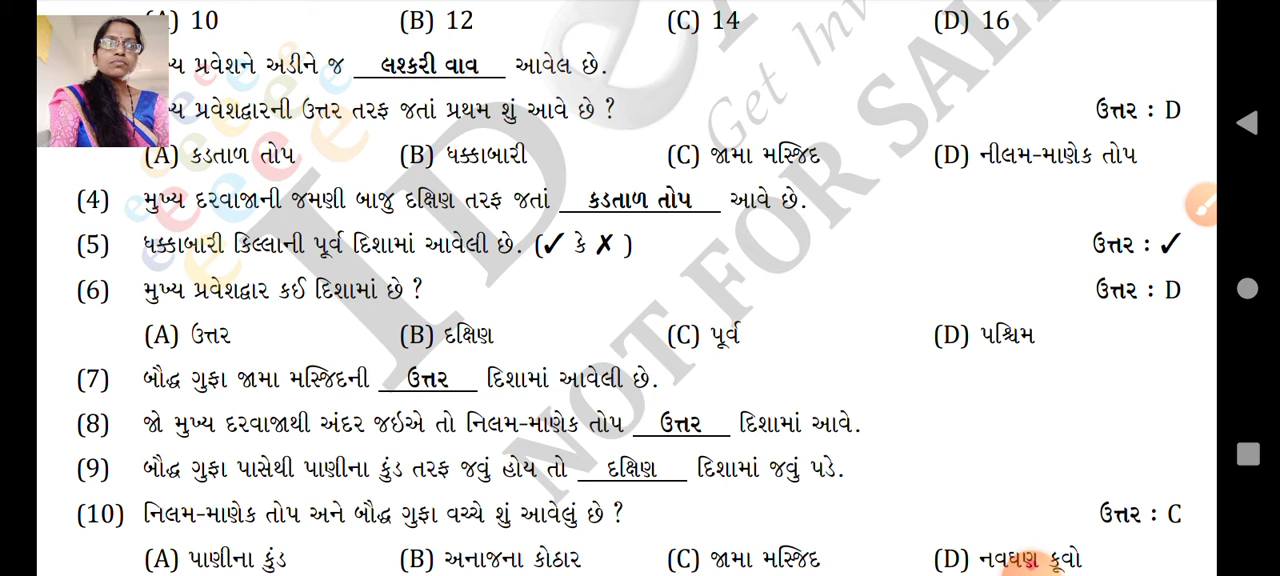 10 (B) 12 (C) 14 (D) 16
પ્રવેશને અડીને જ લશ્કરી વાવ આવેલ છે.
પ્રવેશદ્વારની ઉત્તર તરફ જતાં પ્રથમ શું આવે છે ? ઉત્તર : D
(A) કડતાળ તોપ (B) ધક્કાબારી (C) જામા મસ્જિદ (D) નીલમ-માણેક તોપ
(4) મુખ્ય દરવાજાની જમણી બાજુ દક્ષિણ તરફ જતાં કડતાળ તોપ આવે છે.
(5) ધક્કાબારી કિલ્લાની પૂર્વ દિશામાં આવેલી છે. (✓ કે ✗ ) ઉત્તર : ✓
(6) મુખ્ય પ્રવેશદ્વાર કઈ દિશામાં છે ? ઉત્તર : D
(A) ઉત્તર (B) દક્ષિણ (C) પૂર્વ (D) પશ્ચિમ
(7) બૌદ્ધ ગુફા જામા મસ્જિદની ઉત્તર દિશામાં આવેલી છે.
(8) જો મુખ્ય દરવાજાથી અંદર જઇએ તો નિલમ-માણેક તોપ ઉત્તર દિશામાં આવે.
(9) બૌદ્ધ ગુફા પાસેથી પાણીના કુંડ તરફ જવું હોય તો દક્ષિણ દિશામાં જવું પડે.
(10) નિલમ-માણેક તોપ અને બૌદ્ધ ગુફા વચ્ચે શું આવેલું છે ? ઉત્તર : C
(A) પાણીના કુંડ (B) અનાજના કોઠાર (C) જામા મસ્જિદ (D) નવઘણ કૂવો
NOT FOR SALE
Get